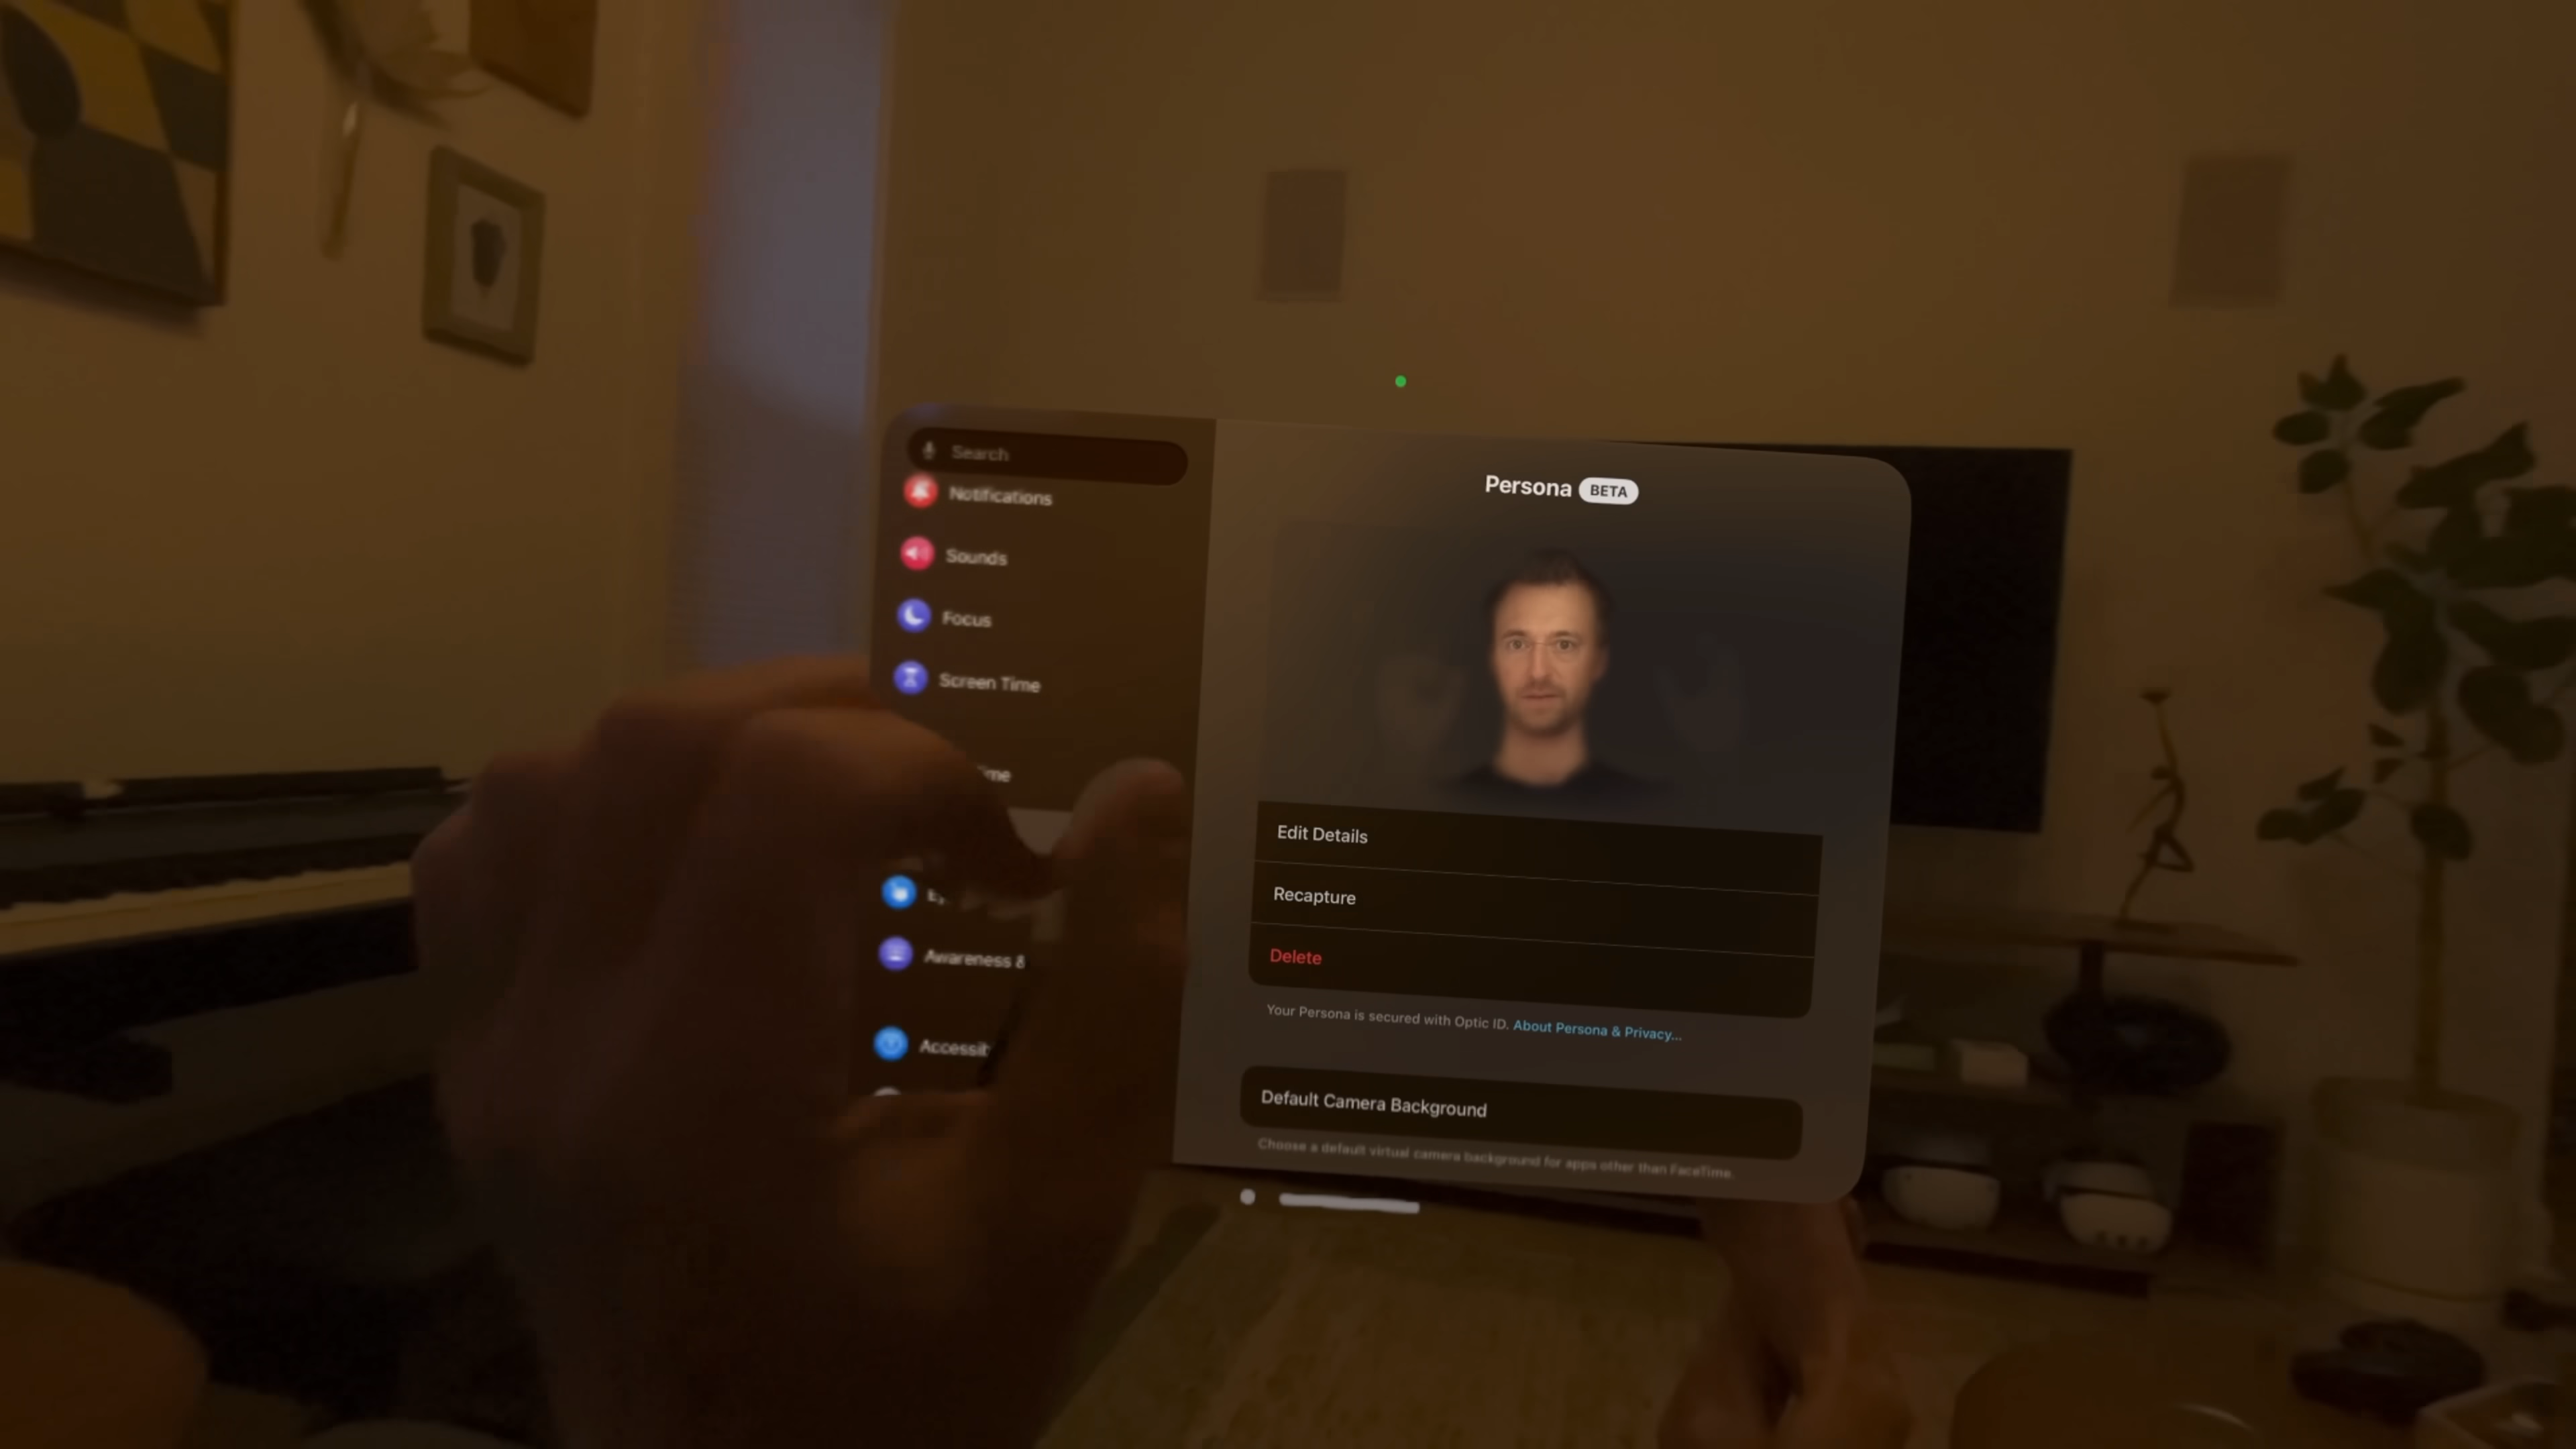 Search
Notifications
Sounds
Focus
Screen Time
Awareness &
Persona BETA
Edit Details
Recapture
Delete
Your Persona is secured with Optic ID. About Persona & Privacy...
Default Camera Background
Choose a default virtual camera background for apps other than FaceTime.